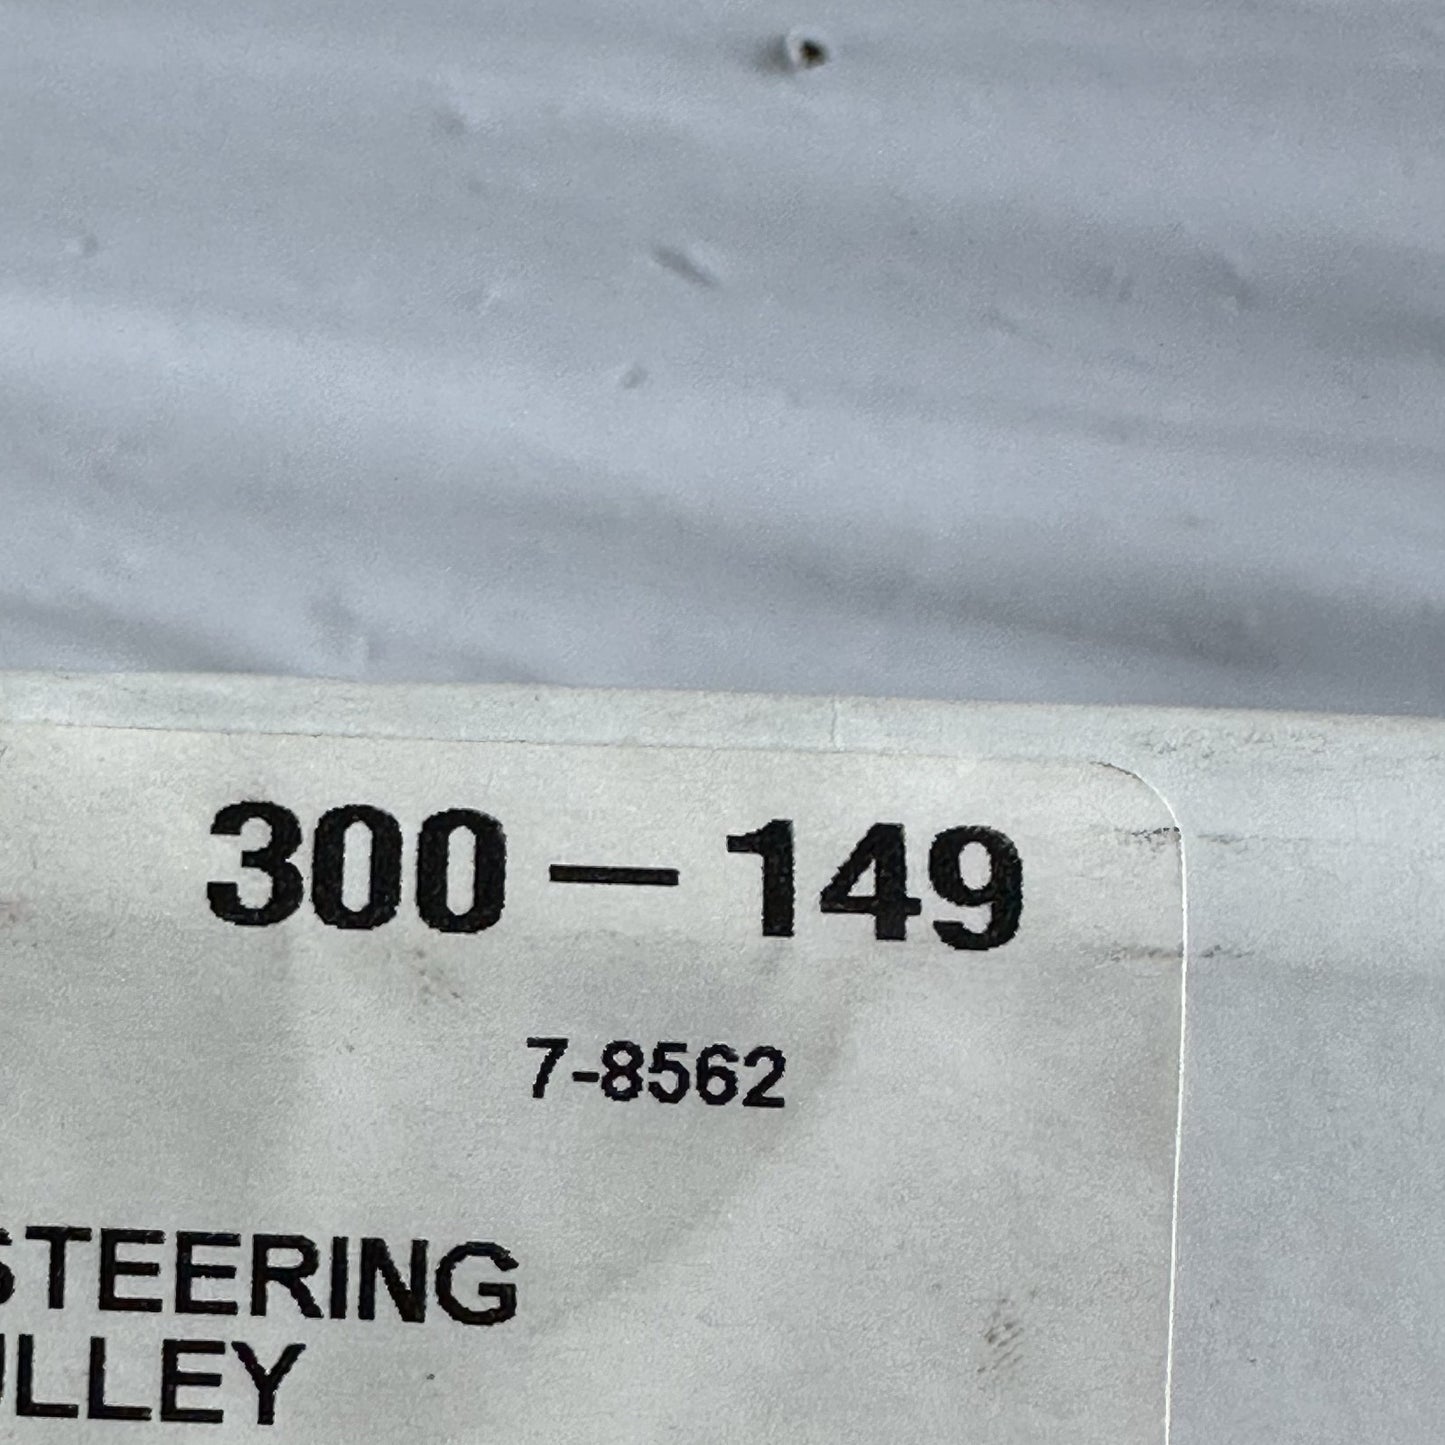 300 — 149
7-8562
STEERING
ULLEY